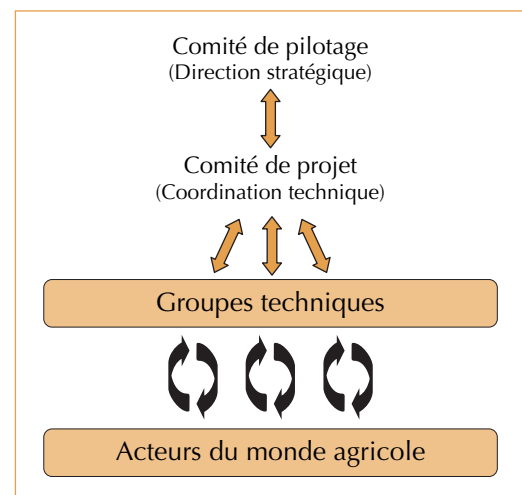 Comité de pilotage
(Direction stratégique)
Comité de projet
(Coordination technique)
Groupes techniques
Acteurs du monde agricole